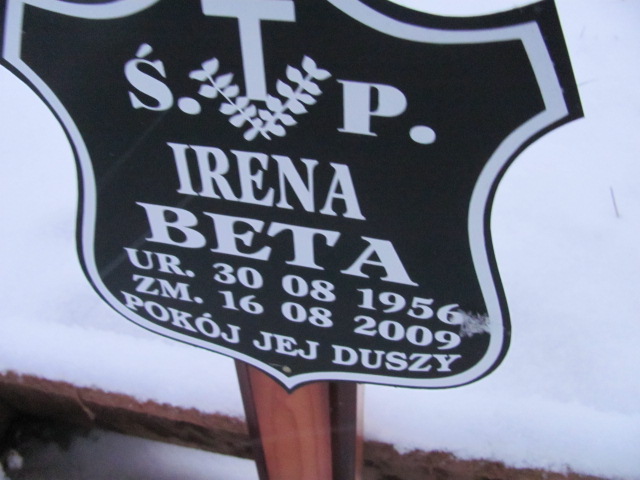 Ś. P.
IRENA
BETA
UR. 30 08 1956
ZM. 16 08 2009
POKÓJ JEJ DUSZY